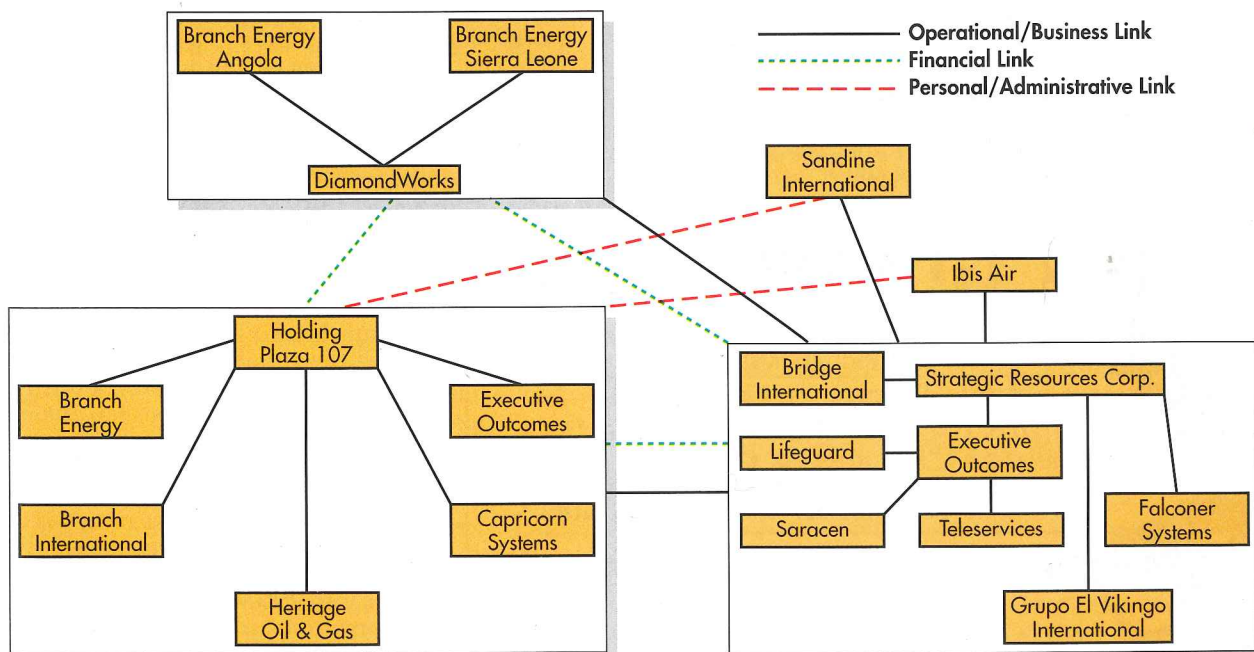 Branch Energy
Angola
Branch Energy
Sierra Leone
DiamondWorks
Operational/Business Link
Financial Link
Personal/Administrative Link
Sandine
International
Ibis Air
Holding
Plaza 107
Branch
Energy
Executive
Outcomes
Branch
International
Capricorn
Systems
Heritage
Oil & Gas
Bridge
International
Strategic Resources Corp.
Lifeguard
Executive
Outcomes
Saracen
Teleservices
Falconer
Systems
Grupo El Vikingo
International